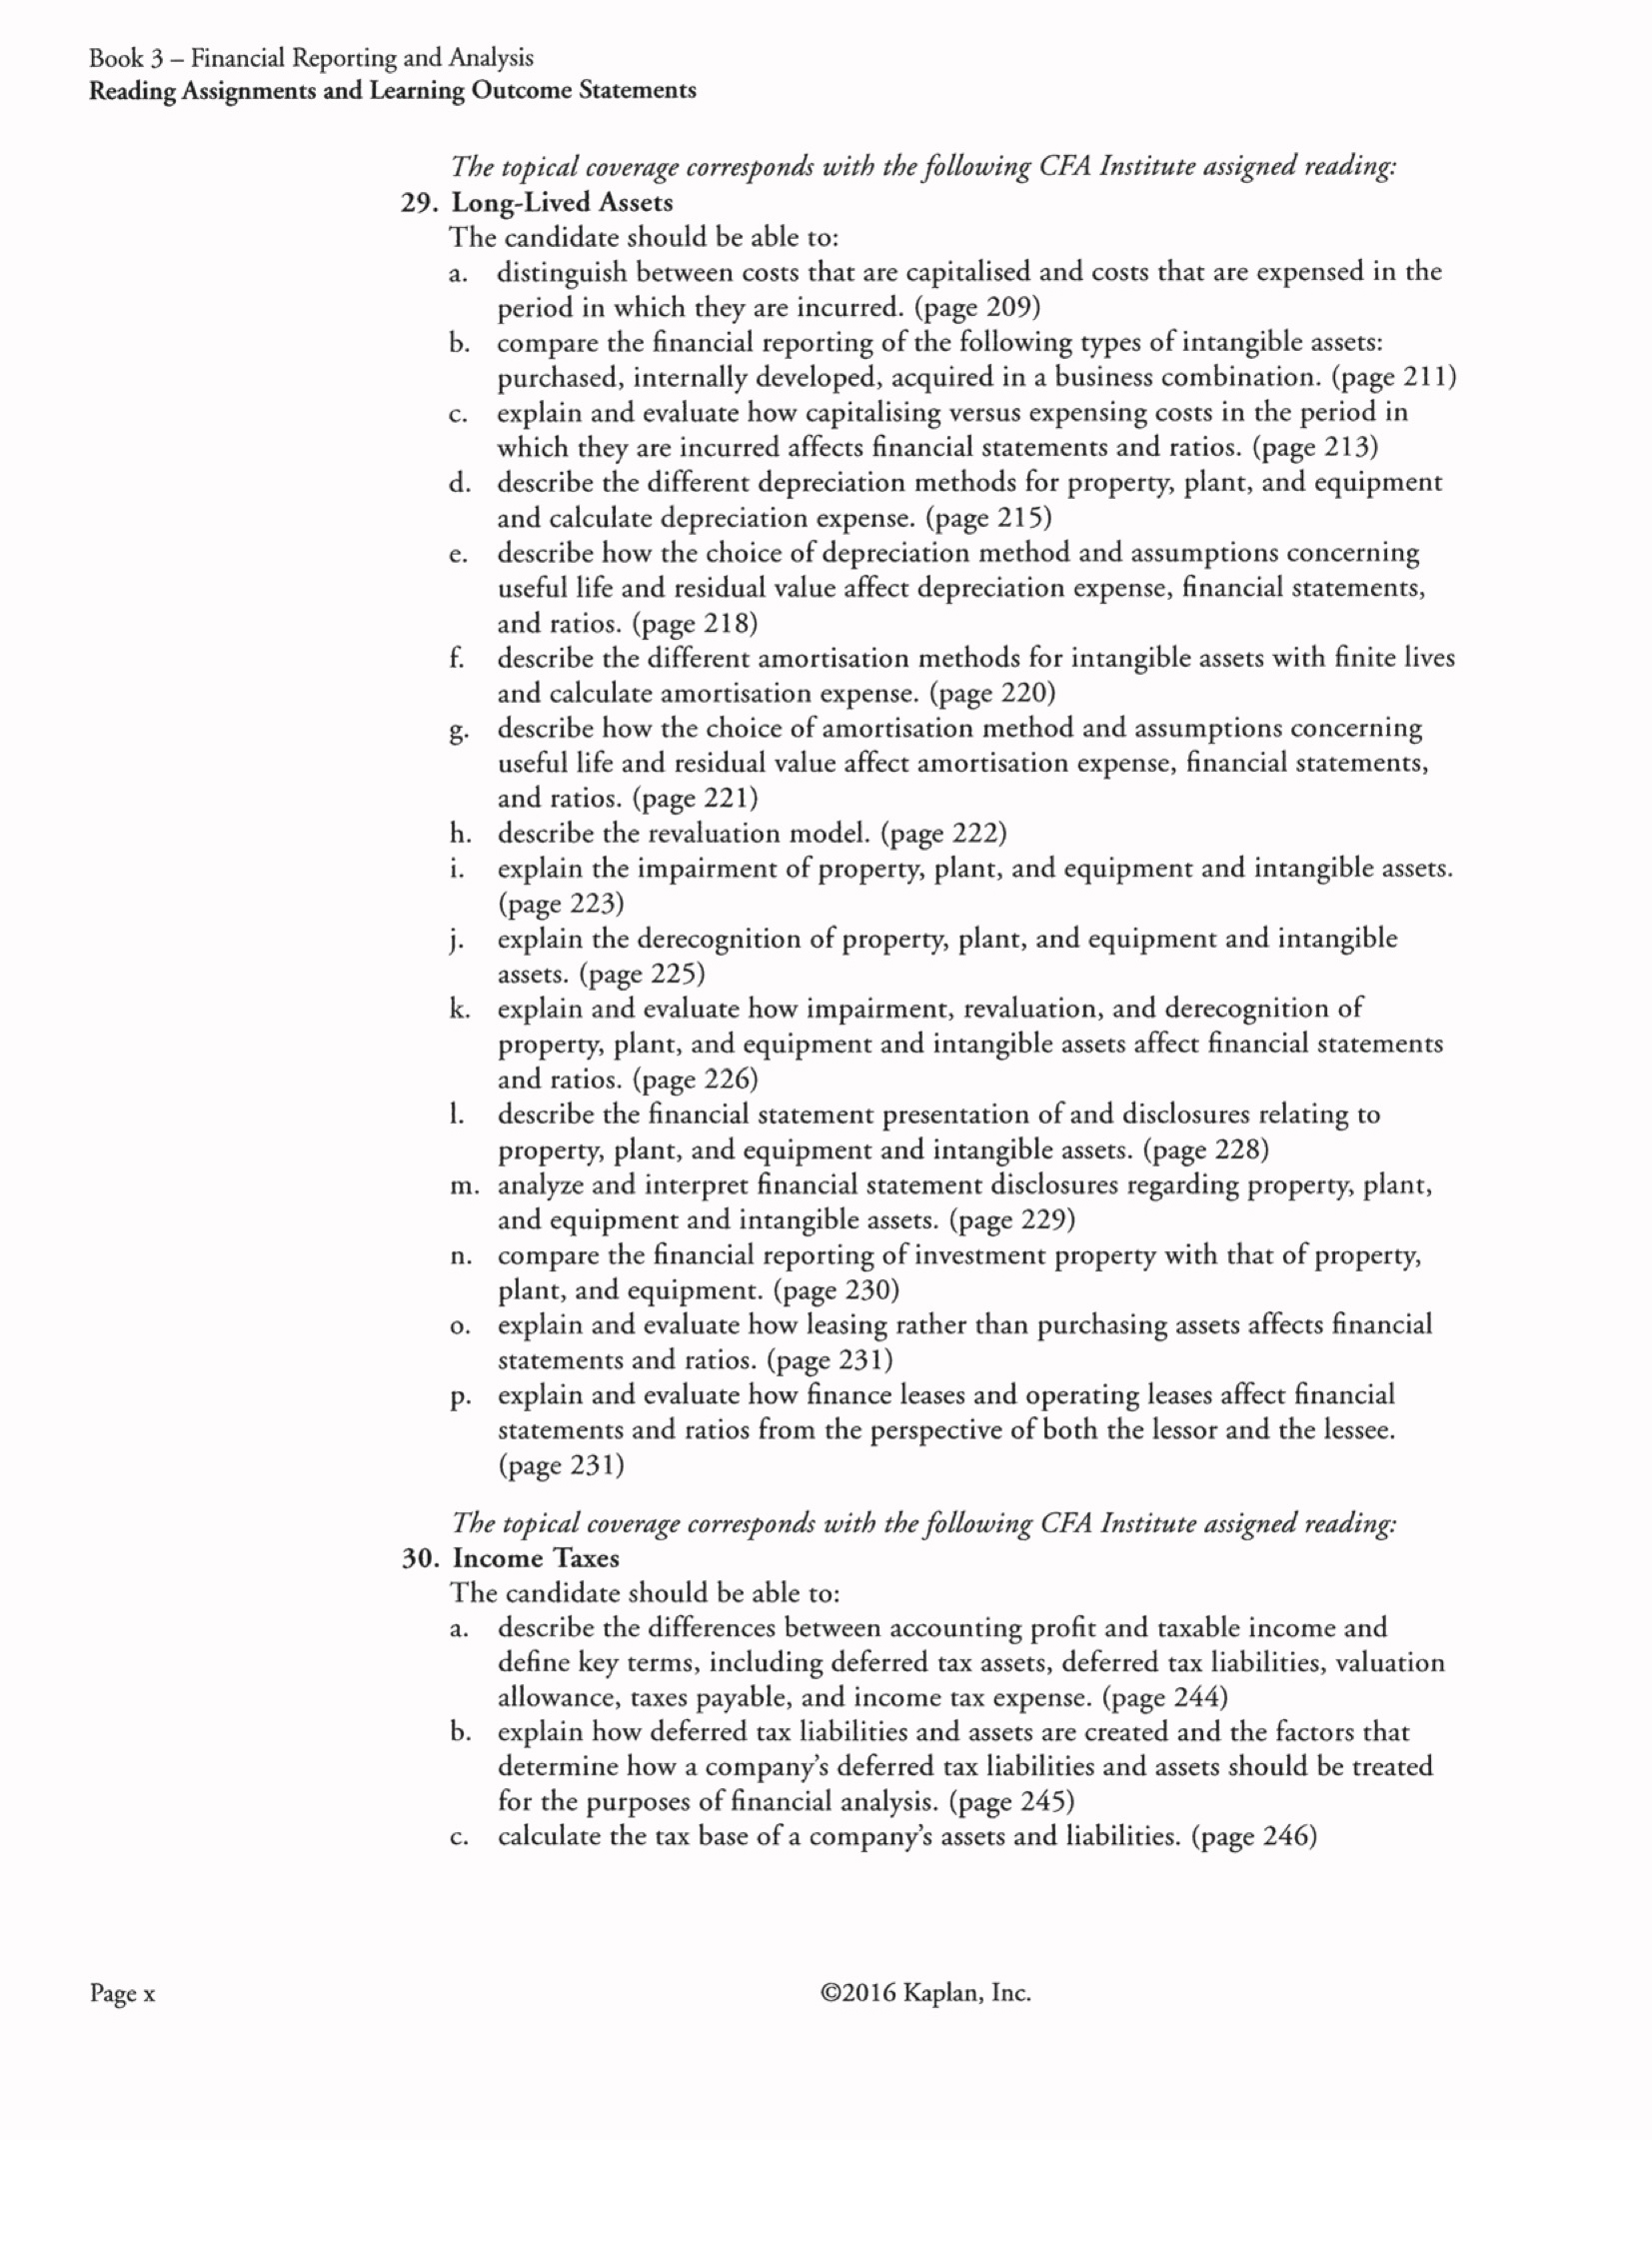 Book 3 – Financial Reporting and Analysis
Reading Assignments and Learning Outcome Statements
The topical coverage corresponds with the following CFA Institute assigned reading:
29. Long-Lived Assets
The candidate should be able to:
a. distinguish between costs that are capitalised and costs that are expensed in the
period in which they are incurred. (page 209)
b. compare the financial reporting of the following types of intangible assets:
purchased, internally developed, acquired in a business combination. (page 211)
c. explain and evaluate how capitalising versus expensing costs in the period in
which they are incurred affects financial statements and ratios. (page 213)
d. describe the different depreciation methods for property, plant, and equipment
and calculate depreciation expense. (page 215)
e. describe how the choice of depreciation method and assumptions concerning
useful life and residual value affect depreciation expense, financial statements,
and ratios. (page 218)
f. describe the different amortisation methods for intangible assets with finite lives
and calculate amortisation expense. (page 220)
g. describe how the choice of amortisation method and assumptions concerning
useful life and residual value affect amortisation expense, financial statements,
and ratios. (page 221)
h. describe the revaluation model. (page 222)
i. explain the impairment of property, plant, and equipment and intangible assets.
(page 223)
j. explain the derecognition of property, plant, and equipment and intangible
assets. (page 225)
k. explain and evaluate how impairment, revaluation, and derecognition of
property, plant, and equipment and intangible assets affect financial statements
and ratios. (page 226)
l. describe the financial statement presentation of and disclosures relating to
property, plant, and equipment and intangible assets. (page 228)
m. analyze and interpret financial statement disclosures regarding property, plant,
and equipment and intangible assets. (page 229)
n. compare the financial reporting of investment property with that of property,
plant, and equipment. (page 230)
o. explain and evaluate how leasing rather than purchasing assets affects financial
statements and ratios. (page 231)
p. explain and evaluate how finance leases and operating leases affect financial
statements and ratios from the perspective of both the lessor and the lessee.
(page 231)
The topical coverage corresponds with the following CFA Institute assigned reading:
30. Income Taxes
The candidate should be able to:
a. describe the differences between accounting profit and taxable income and
define key terms, including deferred tax assets, deferred tax liabilities, valuation
allowance, taxes payable, and income tax expense. (page 244)
b. explain how deferred tax liabilities and assets are created and the factors that
determine how a company's deferred tax liabilities and assets should be treated
for the purposes of financial analysis. (page 245)
c. calculate the tax base of a company's assets and liabilities. (page 246)
Page x
©2016 Kaplan, Inc.